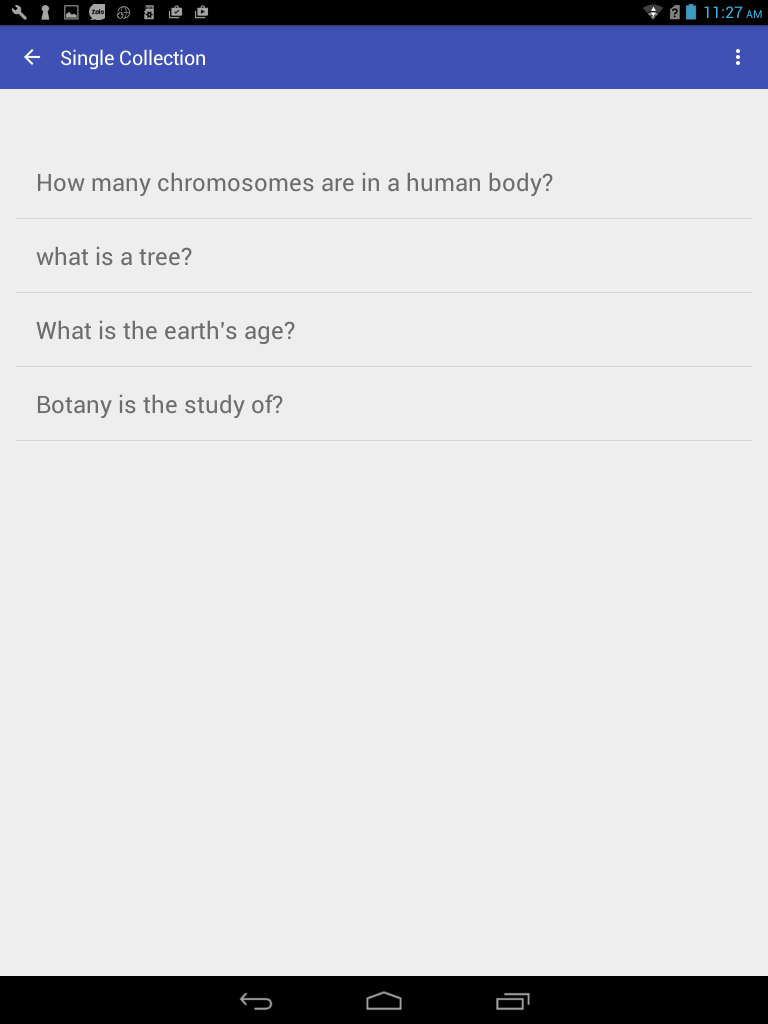 Zalo
11:27 AM
Single Collection
How many chromosomes are in a human body?
what is a tree?
What is the earth's age?
Botany is the study of?